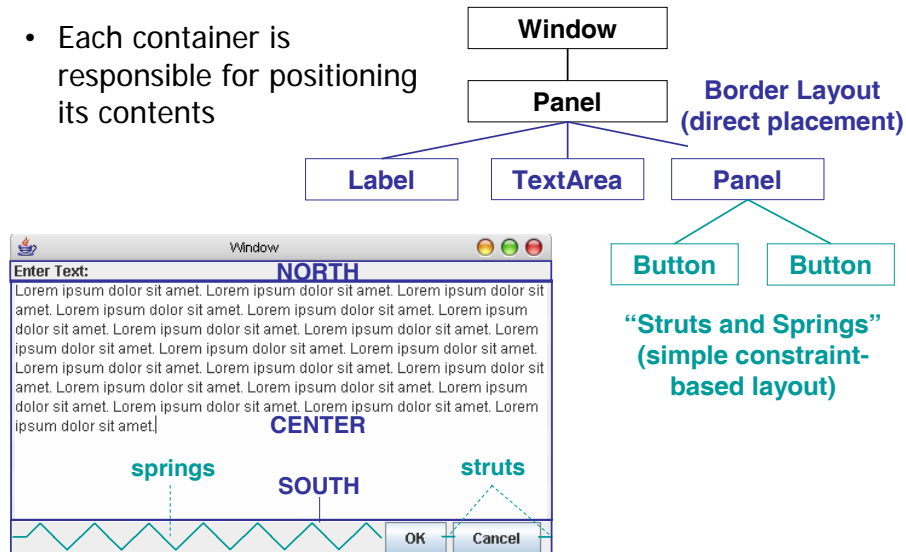 • Each container is
responsible for positioning
its contents
Window
Panel
Border Layout
(direct placement)
Label
TextArea
Panel
Button
Button
“Struts and Springs”
(simple constraint-
based layout)
Window
Enter Text:
NORTH
Lorem ipsum dolor sit amet. Lorem ipsum dolor sit amet. Lorem ipsum dolor sit
amet. Lorem ipsum dolor sit amet. Lorem ipsum dolor sit amet. Lorem ipsum
dolor sit amet. Lorem ipsum dolor sit amet. Lorem ipsum dolor sit amet. Lorem
ipsum dolor sit amet. Lorem ipsum dolor sit amet. Lorem ipsum dolor sit amet.
Lorem ipsum dolor sit amet. Lorem ipsum dolor sit amet. Lorem ipsum dolor sit
amet. Lorem ipsum dolor sit amet. Lorem ipsum dolor sit amet. Lorem ipsum
dolor sit amet. Lorem ipsum dolor sit amet. Lorem ipsum dolor sit amet. Lorem
ipsum dolor sit amet.
CENTER
springs
struts
SOUTH
OK
Cancel